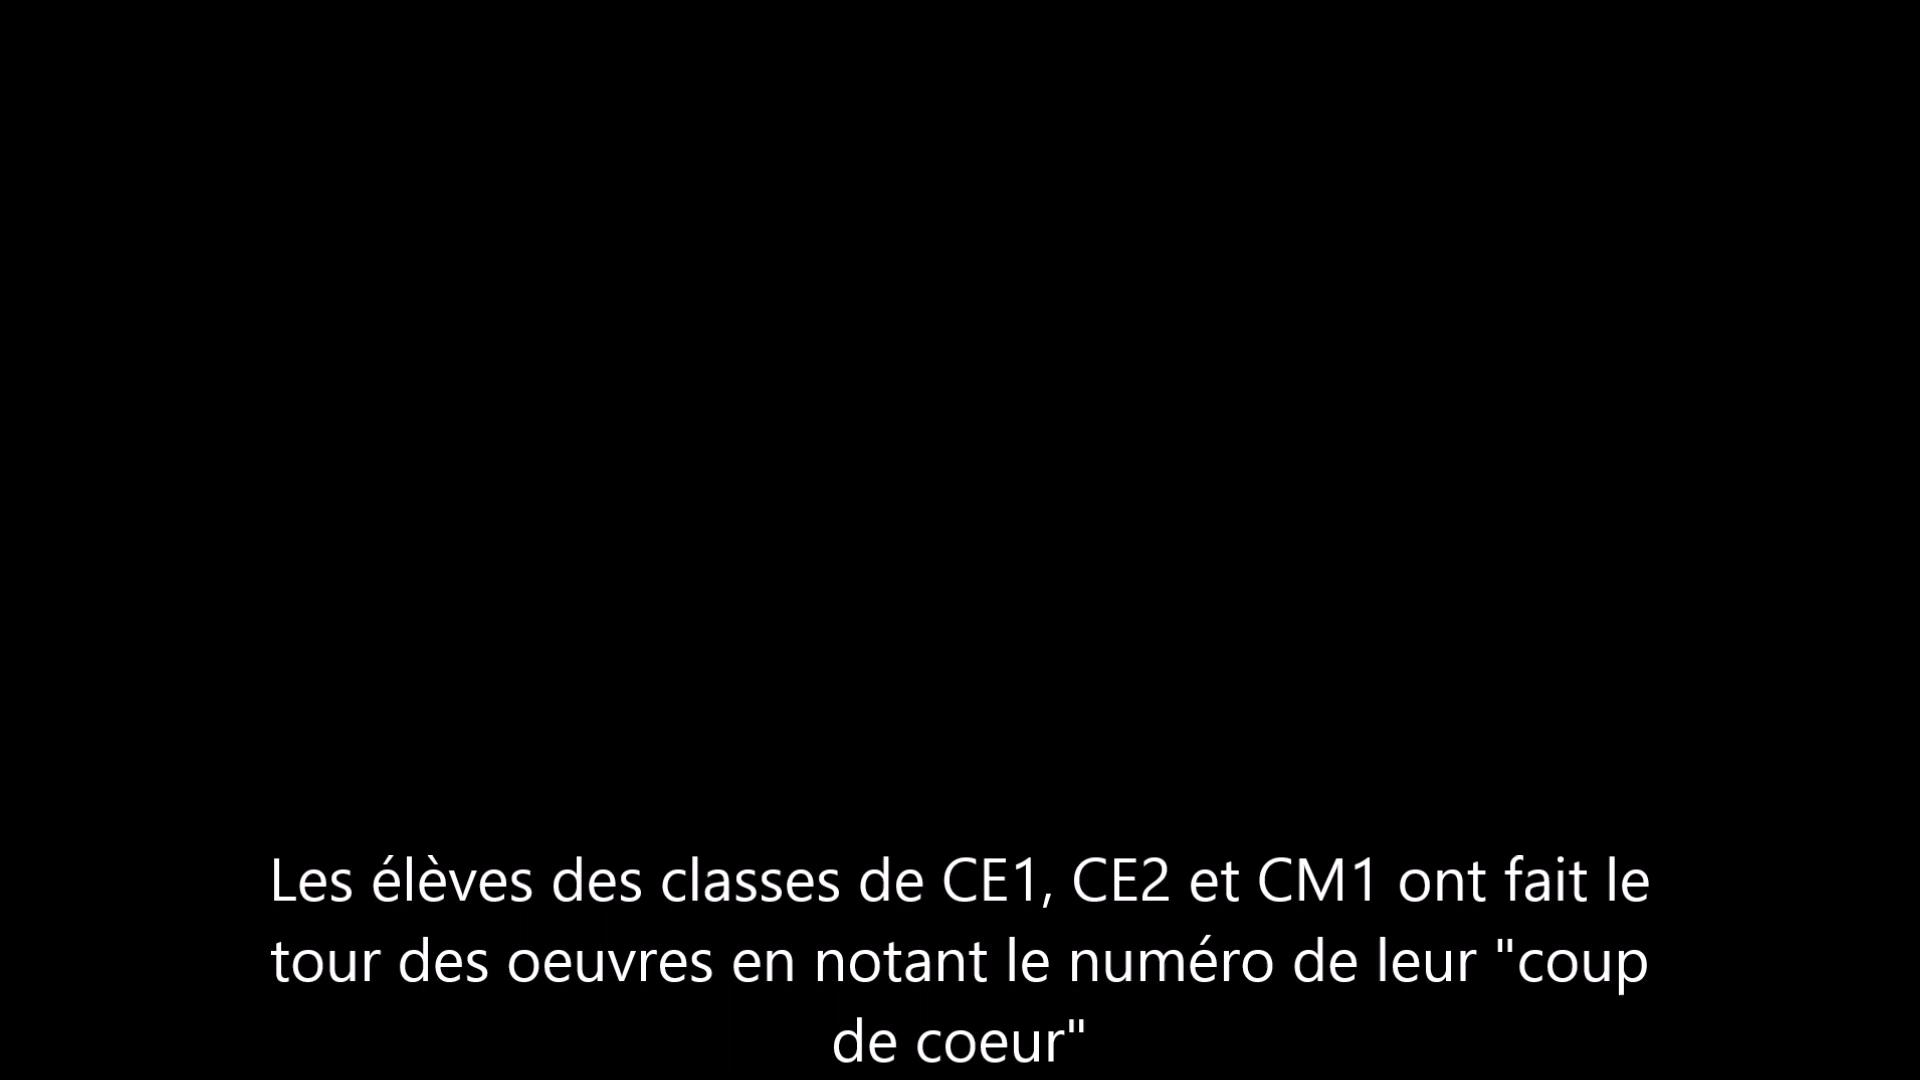 Les élèves des classes de CE1, CE2 et CM1 ont fait le
tour des oeuvres en notant le numéro de leur "coup
de coeur"